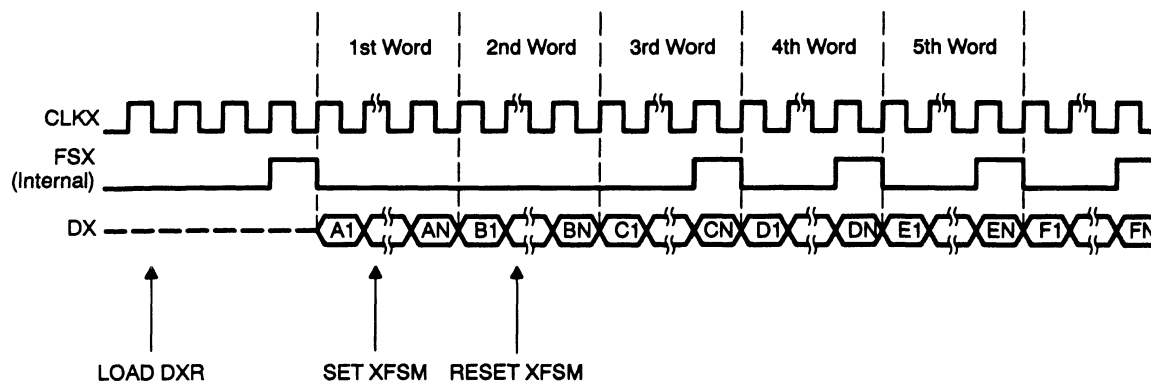 1st Word 2nd Word 3rd Word 4th Word 5th Word
CLKX
FSX
(Internal)
DX A1 AN B1 BN C1 CN D1 DN E1 EN F1 FN
LOAD DXR SET XFSM RESET XFSM